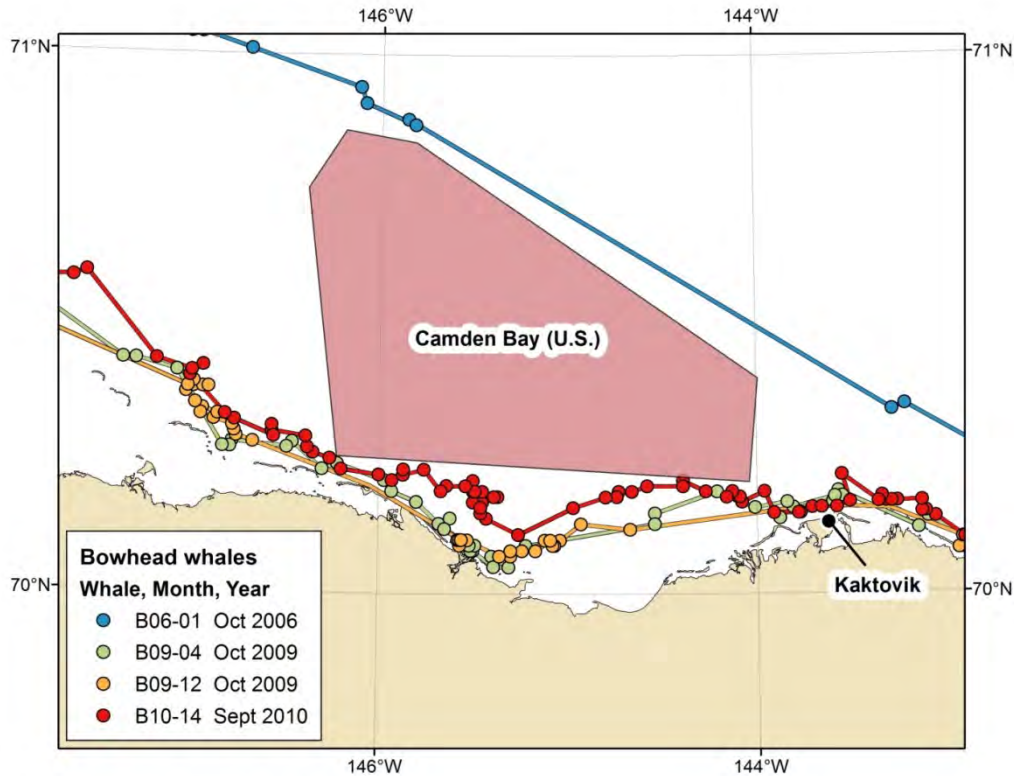 146°W 144°W
71°N 71°N
Camden Bay (U.S.)
Kaktovik
70°N 70°N
Bowhead whales
Whale, Month, Year
B06-01 Oct 2006
B09-04 Oct 2009
B09-12 Oct 2009
B10-14 Sept 2010
146°W 144°W